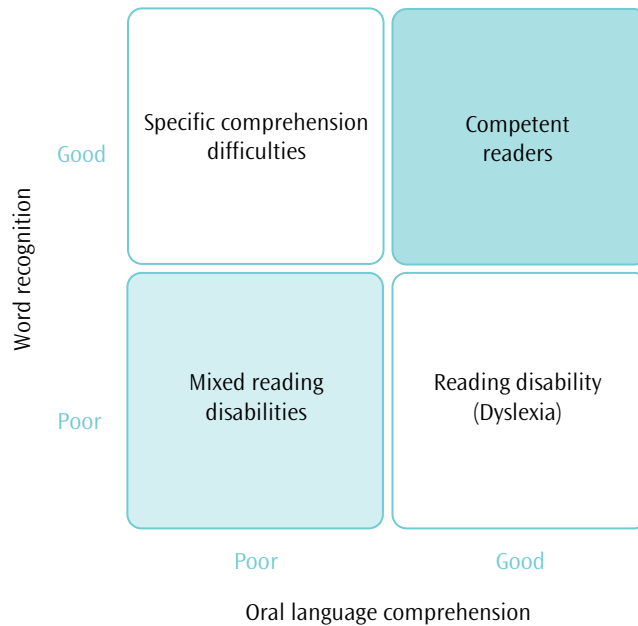 Specific comprehension
difficulties
Competent
readers
Good
Word recognition
Mixed reading
disabilities
Reading disability
(Dyslexia)
Poor
Poor
Good
Oral language comprehension